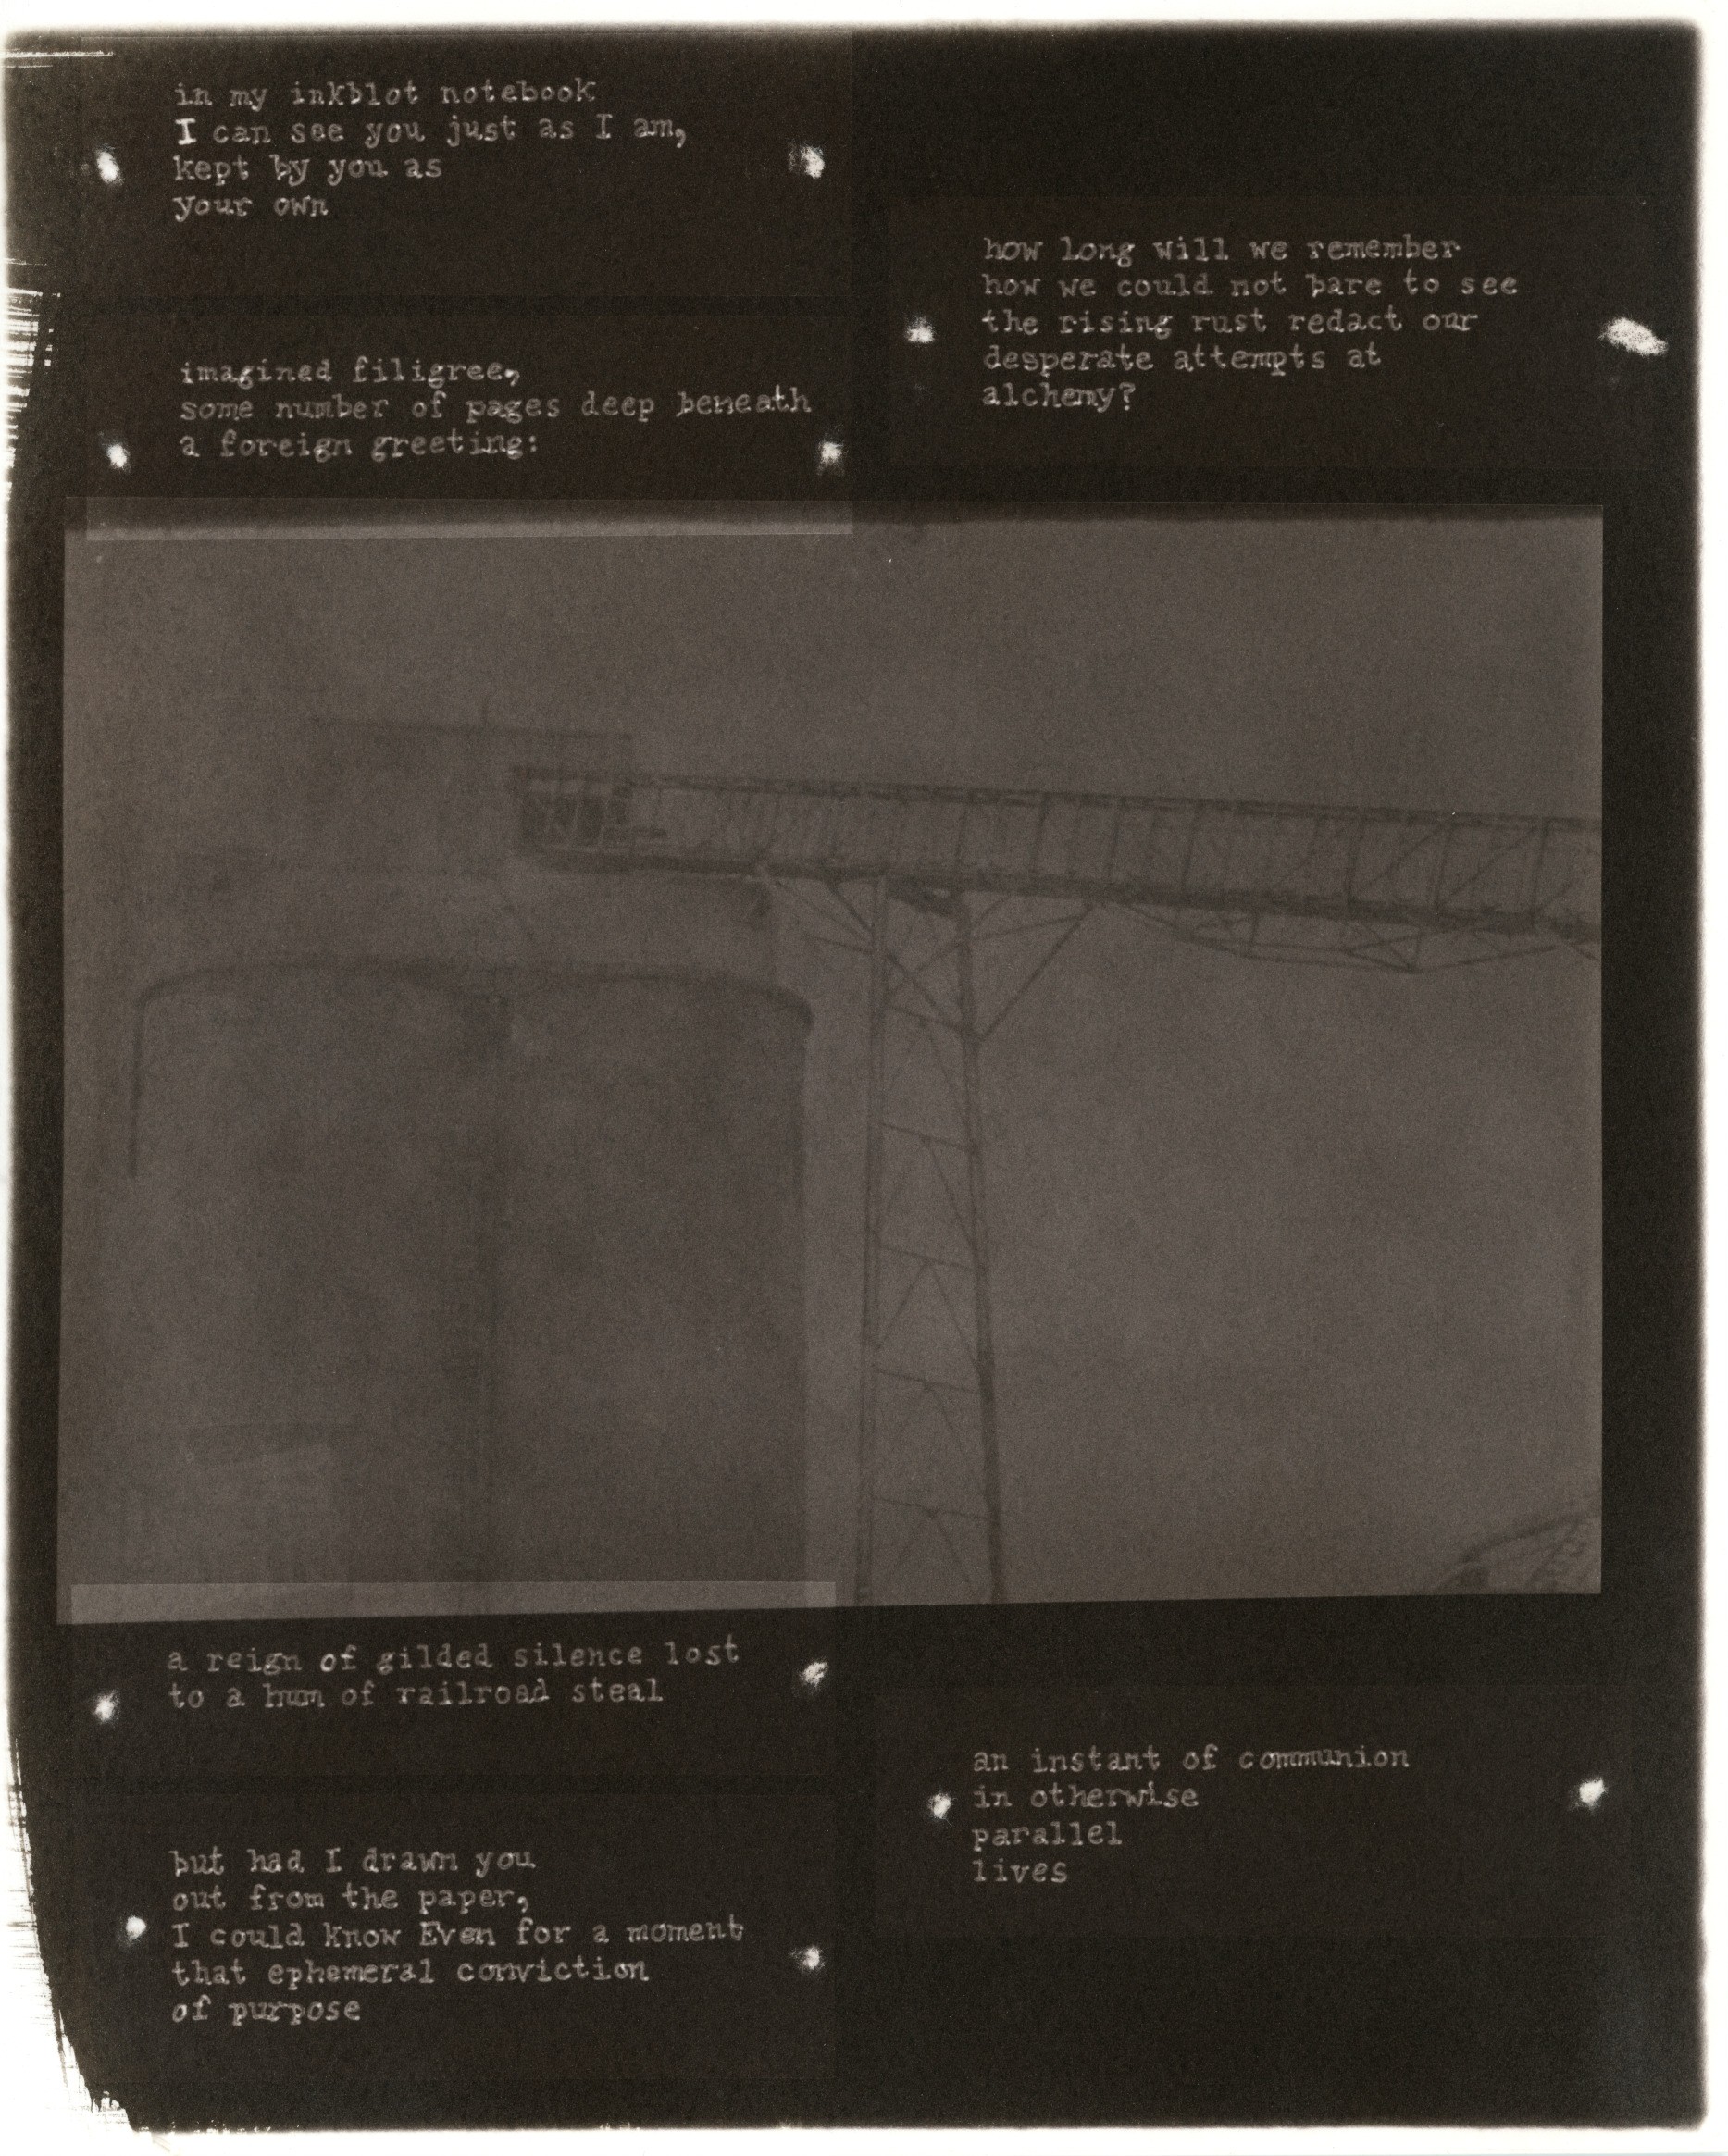 in my inkblot notebook
I can see you just as I am,
kept by you as
your own
imagined filigree,
some number of pages deep beneath
a foreign greeting:
how long will we remember
how we could not bare to see
the rising rust redact our
desperate attempts at
alchemy?
a reign of gilded silence lost
to a hum of railroad steal
but had I drawn you
out from the paper,
I could know Even for a moment
that ephemeral conviction
of purpose
an instant of communion
in otherwise
parallel
lives